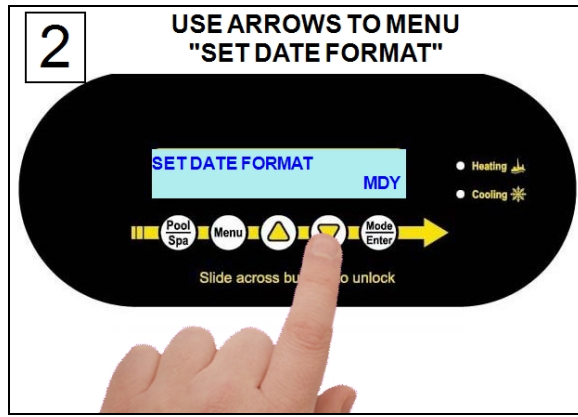 2
USE ARROWS TO MENU
"SET DATE FORMAT"
SET DATE FORMAT
MDY
Heating
Cooling
Pool
Spa
Menu
Mode
Enter
Slide across bu o unlock